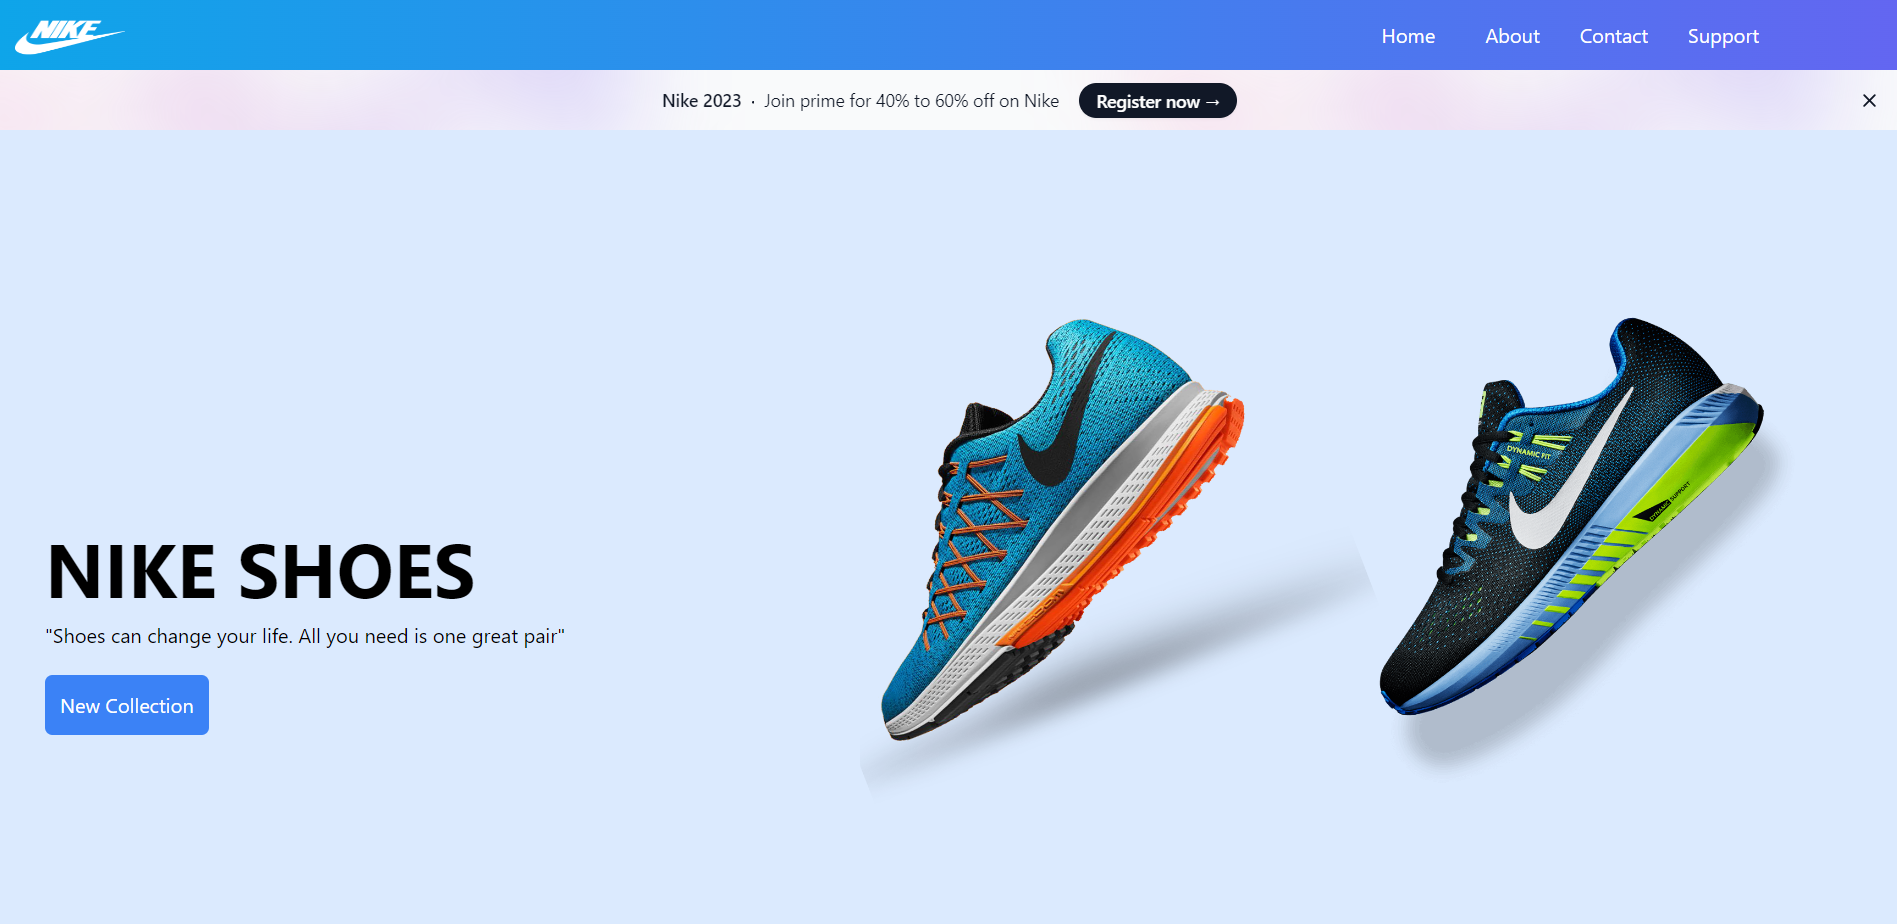 NIKE
Home About Contact Support
Nike 2023 · Join prime for 40% to 60% off on Nike Register now →
DYNAMIC FIT
DYNAMIC SUPPORT
NIKE SHOES
"Shoes can change your life. All you need is one great pair"
New Collection